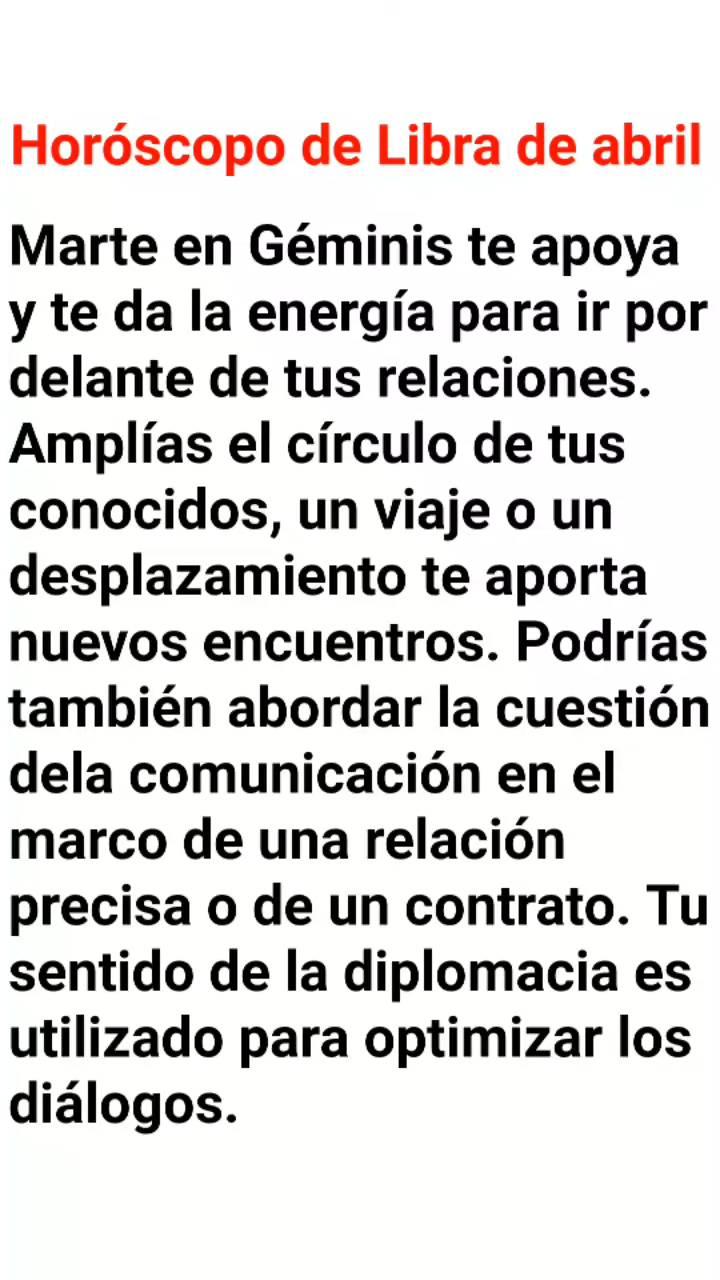 Horóscopo de Libra de abril
Marte en Géminis te apoya
y te da la energía para ir por
delante de tus relaciones.
Amplías el círculo de tus
conocidos, un viaje o un
desplazamiento te aporta
nuevos encuentros. Podrías
también abordar la cuestión
dela comunicación en el
marco de una relación
precisa o de un contrato. Tu
sentido de la diplomacia es
utilizado para optimizar los
diálogos.